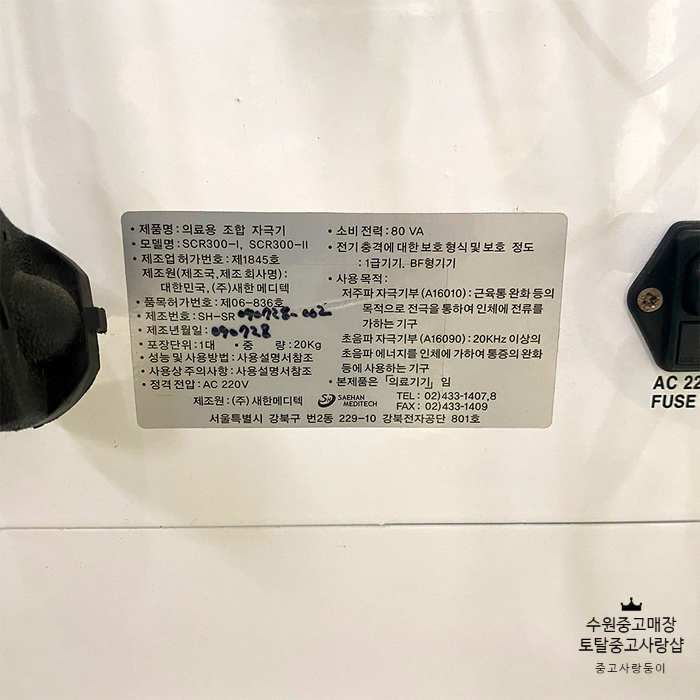 • 제품명: 의료용 조합 자극기
• 모델명: SCR300-I, SCR300-II
• 제조업허가번호: 제1845호
제조원(제조국,제조회사명):
대한민국, (주)새한 메디텍
품목허가번호: 제06-836호
• 제조번호: SH-SR 090728-002
• 제조년월일: 090728
• 포장단위: 1대 • 중 량: 20Kg
• 성능 및 사용방법: 사용설명서참조
• 사용상 주의사항: 사용설명서참조
• 정격 전압: AC 220V
• 소비 전력: 80 VA
• 전기충격에 대한 보호 형식 및 보호 정도
: 1급기기, BF형기기
• 사용목적:
저주파 자극기부(A16010): 근육통 완화 등의
목적으로 전극을 통하여 인체에 전류를
가하는 기구
초음파 자극기부(A16090): 20KHz 이상의
초음파 에너지를 인체에 가하여 통증의 완화
등에 사용하는 기구
• 본제품은 「의료기기」 임
제조원: (주) 새한메디텍 SAEHAN MEDITECH TEL: 02)433-1407,8
FAX: 02)433-1409
서울특별시 강북구 번2동 229-10 강북전자공단 801호
AC 22
FUSE
수원중고매장
토탈중고사랑샵
중고사랑둥이